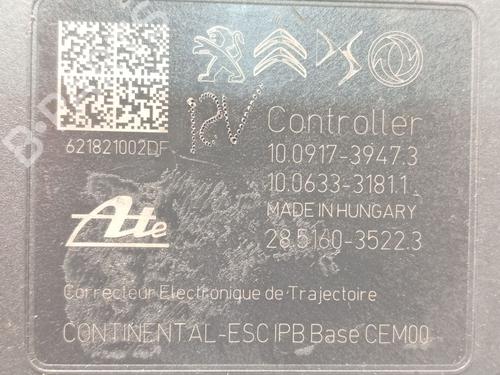 621821002DF
12V
Controller
10.0917-3947.3
10.0633-3181.1
MADE IN HUNGARY
28.5160-3522.3
Ate
Correcteur Electronique de Trajectoire
CONTINENTAL-ESC IPB Base CEM00